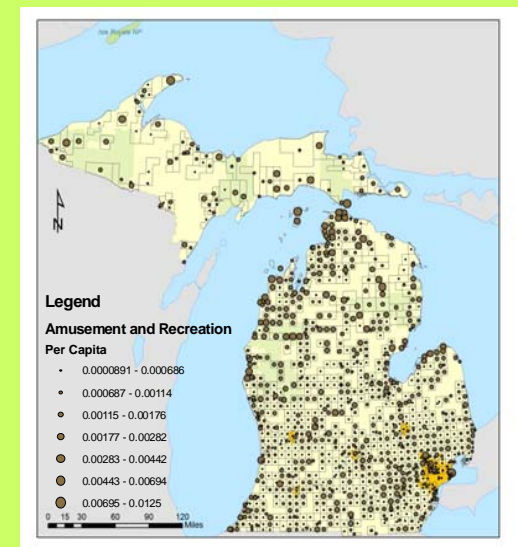 Isle Royale NP
N
Legend
Amusement and Recreation
Per Capita
0.0000891 - 0.000686
0.000687 - 0.00114
0.00115 - 0.00176
0.00177 - 0.00282
0.00283 - 0.00442
0.00443 - 0.00694
0.00695 - 0.0125
0 15 30 60 90 120
Miles